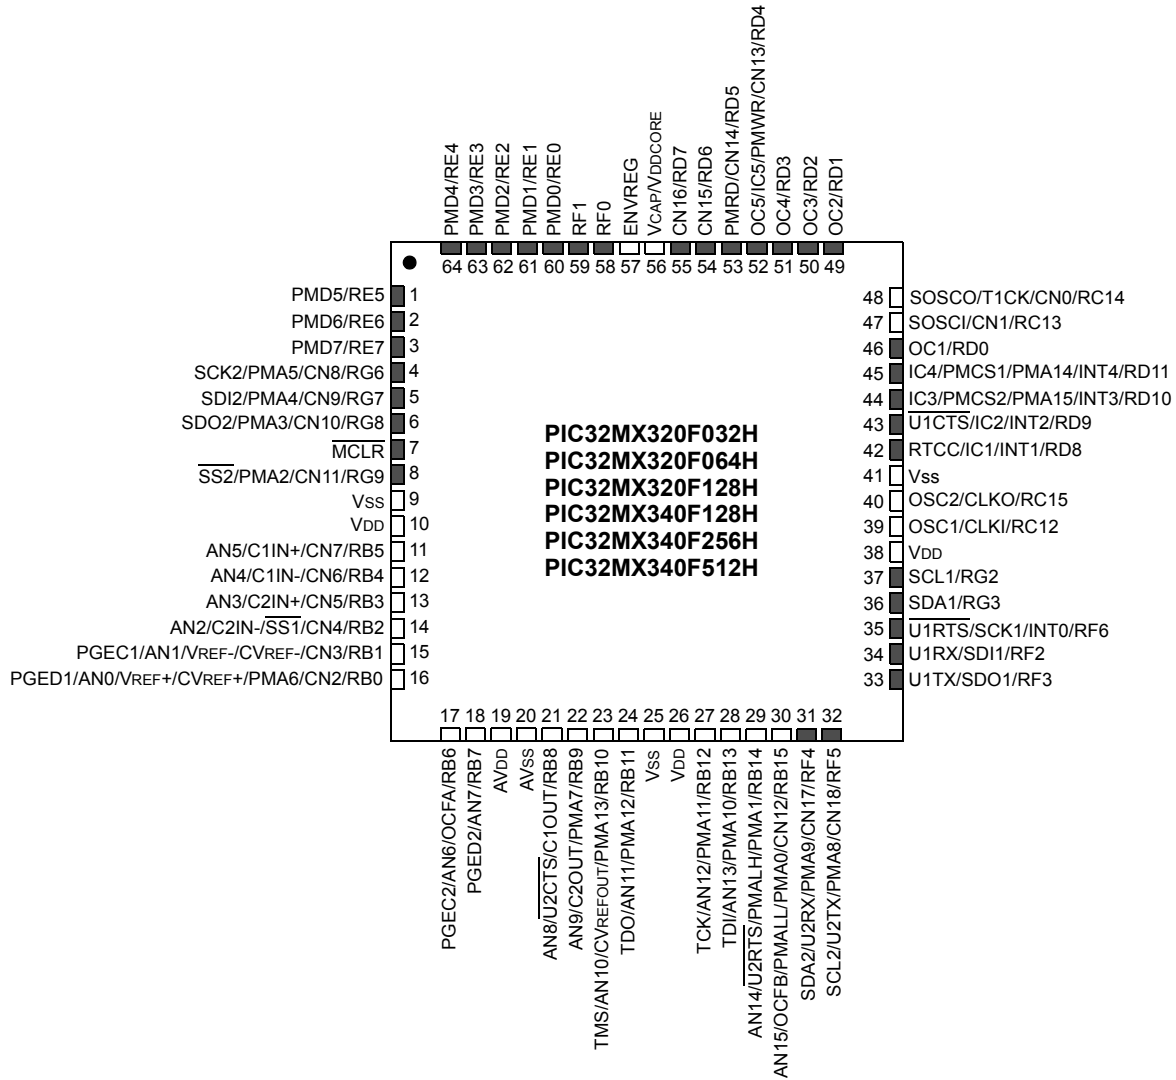 PMD4/RE4
PMD3/RE3
PMD2/RE2
PMD1/RE1
PMD0/RE0
RF1
RF0
ENVREG
VCAP/VDDCORE
CN16/RD7
CN15/RD6
PMRD/CN14/RD5
OC5/IC5/PMWR/CN13/RD4
OC4/RD3
OC3/RD2
OC2/RD1
64 63 62 61 60 59 58 57 56 55 54 53 52 51 50 49
PMD5/RE5 1
PMD6/RE6 2
PMD7/RE7 3
SCK2/PMA5/CN8/RG6 4
SDI2/PMA4/CN9/RG7 5
SDO2/PMA3/CN10/RG8 6
MCLR 7
SS2/PMA2/CN11/RG9 8
VSS 9
VDD 10
AN5/C1IN+/CN7/RB5 11
AN4/C1IN-/CN6/RB4 12
AN3/C2IN+/CN5/RB3 13
AN2/C2IN-/SS1/CN4/RB2 14
PGEC1/AN1/VREF-/CVREF-/CN3/RB1 15
PGED1/AN0/VREF+/CVREF+/PMA6/CN2/RB0 16
PIC32MX320F032H
PIC32MX320F064H
PIC32MX320F128H
PIC32MX340F128H
PIC32MX340F256H
PIC32MX340F512H
48 SOSCO/T1CK/CN0/RC14
47 SOSCI/CN1/RC13
46 OC1/RD0
45 IC4/PMCS1/PMA14/INT4/RD11
44 IC3/PMCS2/PMA15/INT3/RD10
43 U1CTS/IC2/INT2/RD9
42 RTCC/IC1/INT1/RD8
41 Vss
40 OSC2/CLKO/RC15
39 OSC1/CLKI/RC12
38 VDD
37 SCL1/RG2
36 SDA1/RG3
35 U1RTS/SCK1/INT0/RF6
34 U1RX/SDI1/RF2
33 U1TX/SDO1/RF3
17 18 19 20 21 22 23 24 25 26 27 28 29 30 31 32
PGEC2/AN6/OCFA/RB6
PGED2/AN7/RB7
AVDD
AVSS
AN8/U2CTS/C1OUT/RB8
AN9/C2OUT/PMA7/RB9
TMS/AN10/CVREFOUT/PMA13/RB10
TDO/AN11/PMA12/RB11
VSS
VDD
TCK/AN12/PMA11/RB12
TDI/AN13/PMA10/RB13
AN14/U2RTS/PMALH/PMA1/RB14
AN15/OCFB/PMALL/PMA0/CN12/RB15
SDA2/U2RX/PMA9/CN17/RF4
SCL2/U2TX/PMA8/CN18/RF5